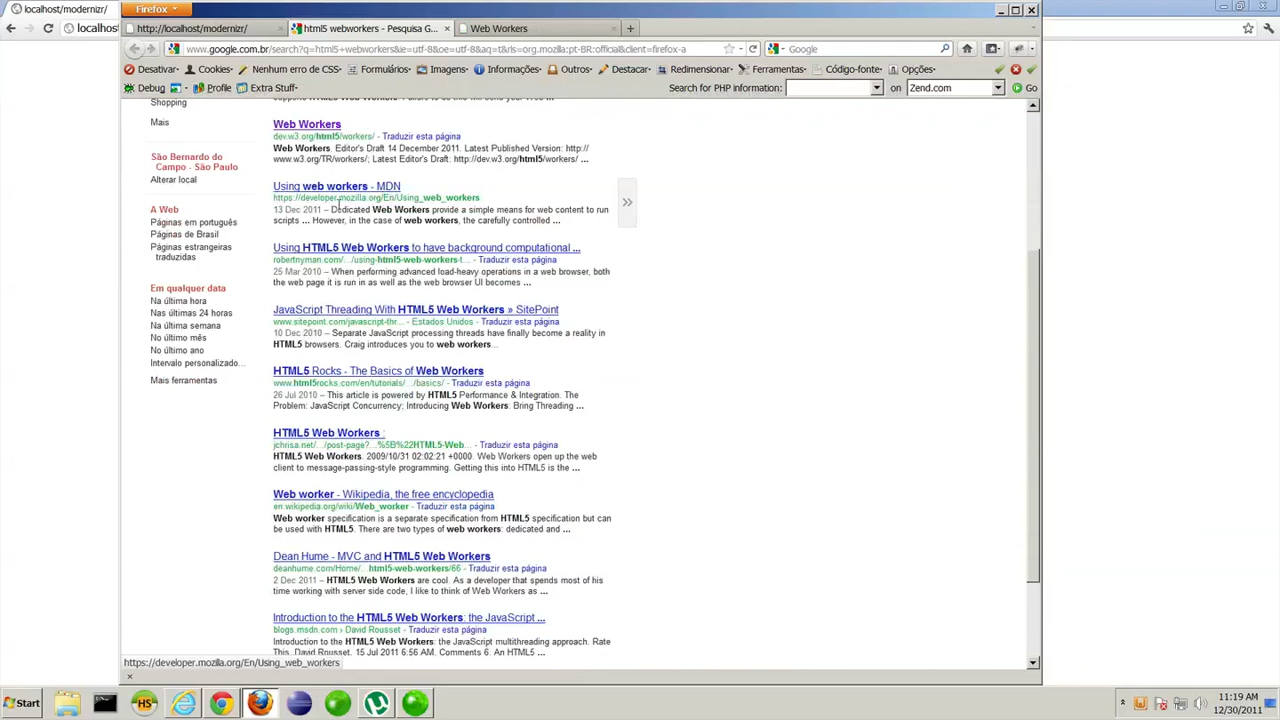 localhost/modernizr/
Firefox
http://localhost/modernizr/
html5 webworkers - Pesquisa G...
Web Workers
localhos
www.google.com.br/search?q=html5+webworkers&ie=utf-8&oe=utf-8&aq=t&rls=org.mozilla:pt-BR:official&client=firefox-a
Google
Desativar
Cookies
Nenhum erro de CSS
Formulários
Imagens
Informações
Outros
Destacar
Redimensionar
Ferramentas
Código-fonte
Opções
Debug
Profile
Extra Stuff
Search for PHP information:
on
Zend.com
Go
Shopping
Mais
São Bernardo do
Campo - São Paulo
Alterar local
A Web
Páginas em português
Páginas de Brasil
Páginas estrangeiras
traduzidas
Em qualquer data
Na última hora
Nas últimas 24 horas
Na última semana
No último mês
No último ano
Intervalo personalizado...
Mais ferramentas
Web Workers
dev.w3.org/html5/workers/ - Traduzir esta página
Web Workers. Editor's Draft 14 December 2011. Latest Published Version: http://
www.w3.org/TR/workers/; Latest Editor's Draft: http://dev.w3.org/html5/workers/ ...
Using web workers - MDN
https://developer.mozilla.org/En/Using_web_workers
13 Dec 2011 – Dedicated Web Workers provide a simple means for web content to run
scripts ... However, in the case of web workers, the carefully controlled ...
Using HTML5 Web Workers to have background computational ...
robertnyman.com/.../using-html5-web-workers-t... - Traduzir esta página
25 Mar 2010 – When performing advanced load-heavy operations in a web browser, both
the web page it is run in as well as the web browser UI becomes ...
JavaScript Threading With HTML5 Web Workers » SitePoint
www.sitepoint.com/javascript-thr... - Estados Unidos - Traduzir esta página
10 Dec 2010 – Separate JavaScript processing threads have finally become a reality in
HTML5 browsers. Craig introduces you to web workers...
HTML5 Rocks - The Basics of Web Workers
www.html5rocks.com/en/tutorials/.../basics/ - Traduzir esta página
26 Jul 2010 – This article is powered by HTML5 Performance & Integration. The
Problem: JavaScript Concurrency; Introducing Web Workers: Bring Threading ...
HTML5 Web Workers :
jchrisa.net/.../post-page?...%5B%22HTML5-Web... - Traduzir esta página
HTML5 Web Workers. 2009/10/31 02:02:21 +0000. Web Workers open up the web
client to message-passing-style programming. Getting this into HTML5 is the ...
Web worker - Wikipedia, the free encyclopedia
en.wikipedia.org/wiki/Web_worker - Traduzir esta página
Web worker specification is a separate specification from HTML5 specification but can
be used with HTML5. There are two types of web workers: dedicated and ...
Dean Hume - MVC and HTML5 Web Workers
deanhume.com/Home/...html5-web-workers/66 - Traduzir esta página
2 Dec 2011 – HTML5 Web Workers are cool. As a developer that spends most of his
time working with server side code, I like to think of Web Workers as ...
Introduction to the HTML5 Web Workers: the JavaScript ...
blogs.msdn.com › David Rousset - Traduzir esta página
Introduction to the HTML5 Web Workers: the JavaScript multithreading approach. Rate
This. David Rousset. 15 Jul 2011 6:56 AM. Comments 6. An HTML5 ...
https://developer.mozilla.org/En/Using_web_workers
Start
HS
11:19 AM
12/30/2011